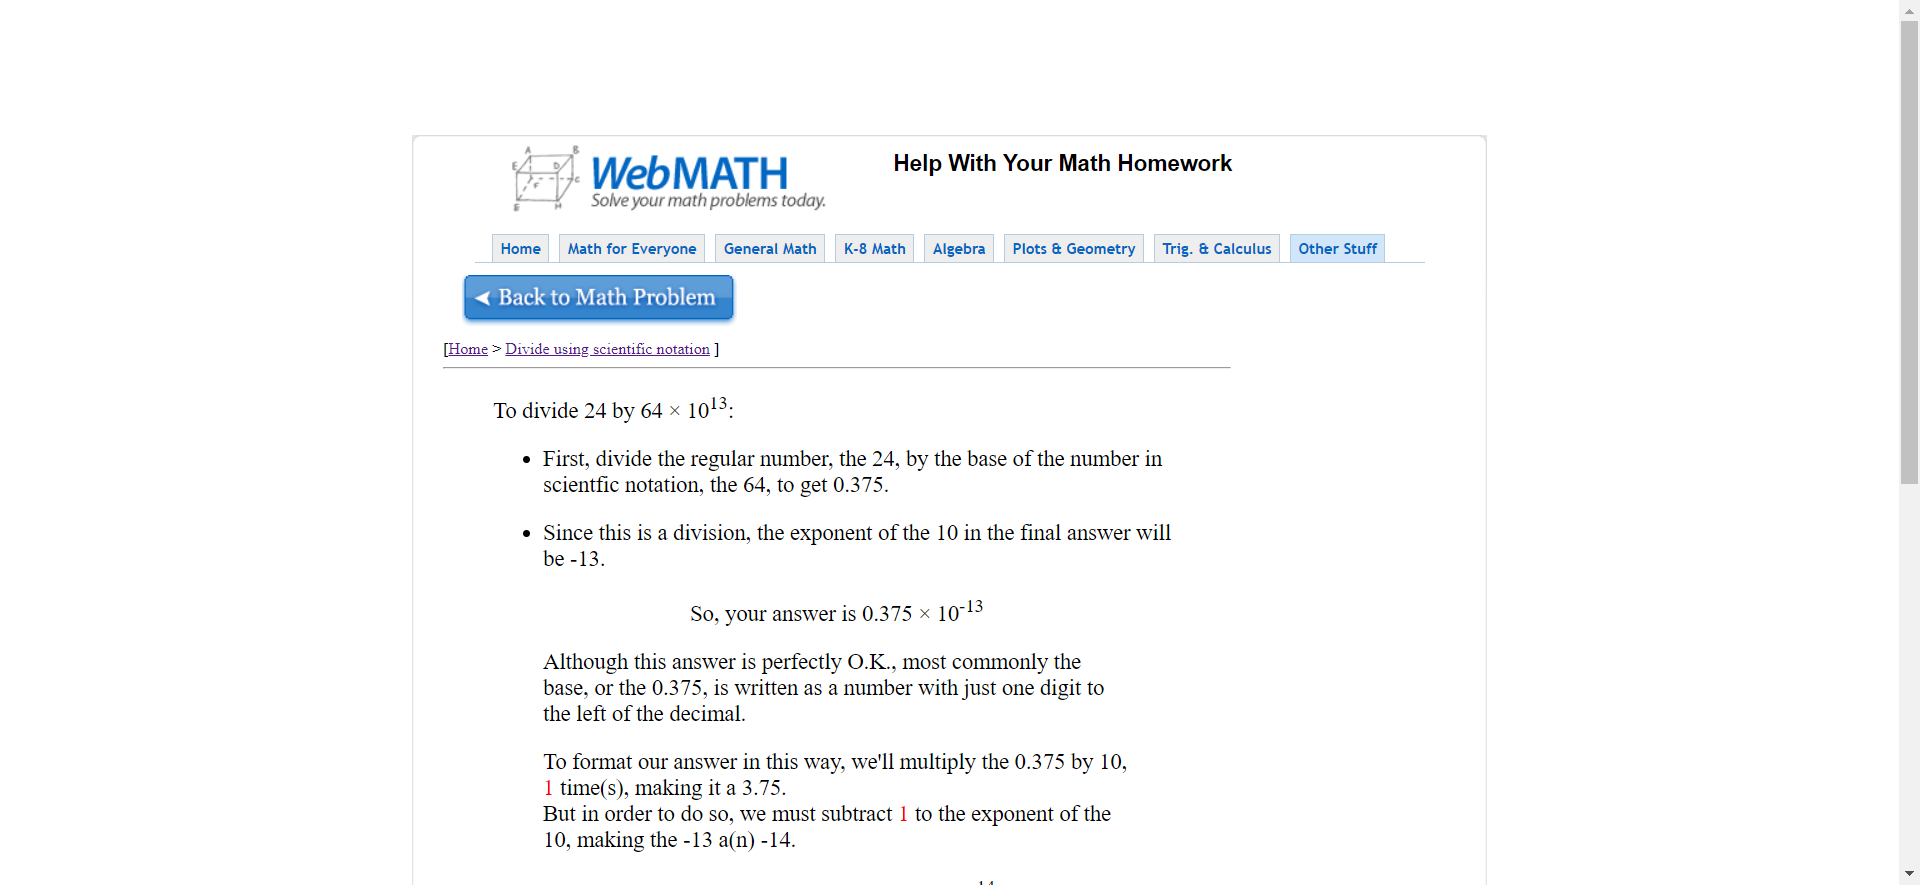 WebMATH
Solve your math problems today.
Help With Your Math Homework
Home Math for Everyone General Math K-8 Math Algebra Plots & Geometry Trig. & Calculus Other Stuff
Back to Math Problem
[Home > Divide using scientific notation ]
To divide 24 by 64 × 10^13:
• First, divide the regular number, the 24, by the base of the number in
scientfic notation, the 64, to get 0.375.
• Since this is a division, the exponent of the 10 in the final answer will
be -13.
So, your answer is 0.375 × 10^-13
Although this answer is perfectly O.K., most commonly the
base, or the 0.375, is written as a number with just one digit to
the left of the decimal.
To format our answer in this way, we'll multiply the 0.375 by 10,
1 time(s), making it a 3.75.
But in order to do so, we must subtract 1 to the exponent of the
10, making the -13 a(n) -14.